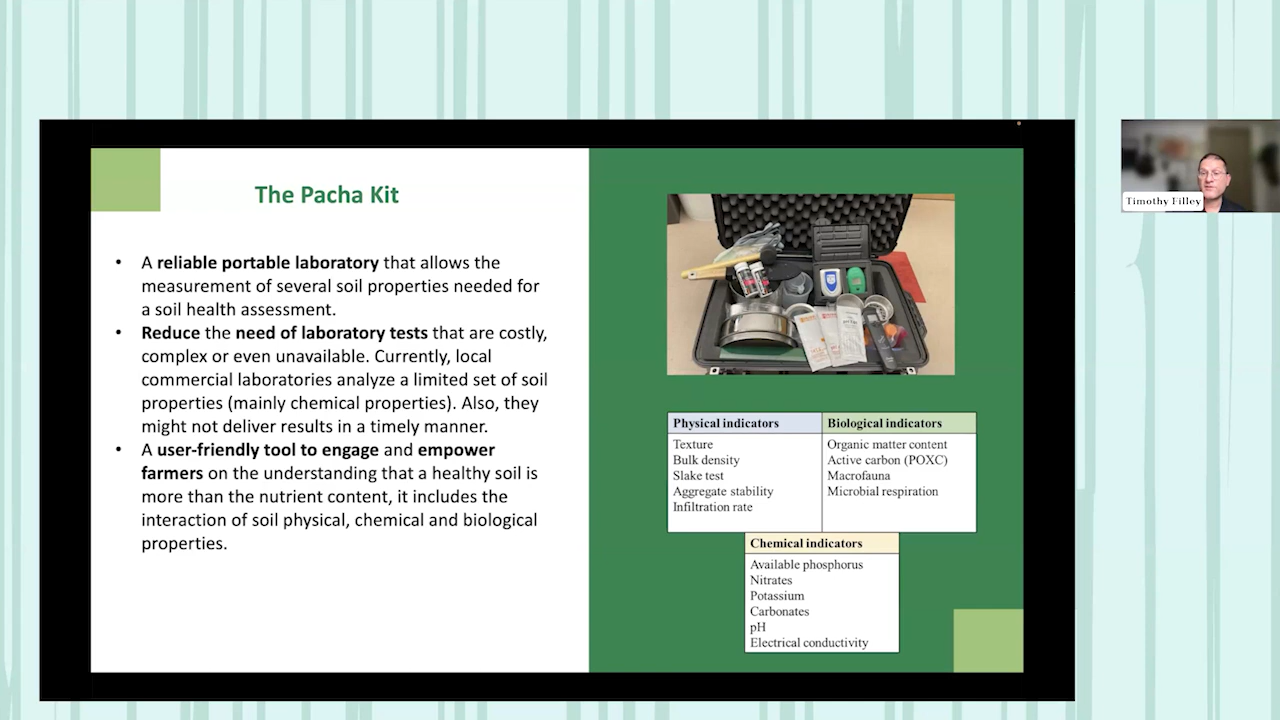 The Pacha Kit
• A reliable portable laboratory that allows the
measurement of several soil properties needed for
a soil health assessment.
• Reduce the need of laboratory tests that are costly,
complex or even unavailable. Currently, local
commercial laboratories analyze a limited set of soil
properties (mainly chemical properties). Also, they
might not deliver results in a timely manner.
• A user-friendly tool to engage and empower
farmers on the understanding that a healthy soil is
more than the nutrient content, it includes the
interaction of soil physical, chemical and biological
properties.
Physical indicators
Texture
Bulk density
Slake test
Aggregate stability
Infiltration rate
Biological indicators
Organic matter content
Active carbon (POXC)
Macrofauna
Microbial respiration
Chemical indicators
Available phosphorus
Nitrates
Potassium
Carbonates
pH
Electrical conductivity
Timothy Filley